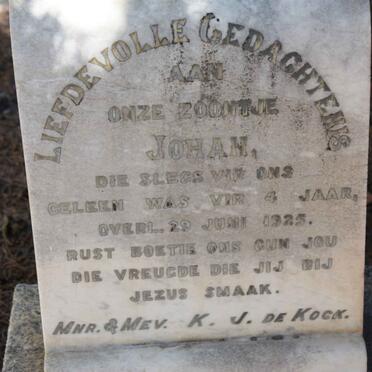 LIEFDEVOLLE GEDACHTENIS
AAN
ONZE ZOONTJE
JOHAN,
DIE SLEGS VIR ONS
GELEEN WAS VIR 4 JAAR,
OVERL. 29 JUNI 1925.
RUST BOETIE ONS GUN JOU
DIE VREUGDE DIE JIJ BIJ
JEZUS SMAAK.
MNR. & MEV. K. J. DE KOCK.